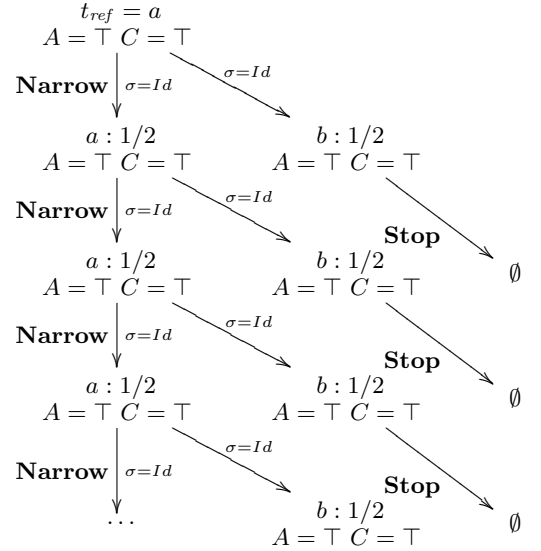 t_ref = a
A = ⊤ C = ⊤
Narrow σ=Id σ=Id
a : 1/2 b : 1/2
A = ⊤ C = ⊤ A = ⊤ C = ⊤
Narrow σ=Id σ=Id Stop
a : 1/2 b : 1/2 ∅
A = ⊤ C = ⊤ A = ⊤ C = ⊤
Narrow σ=Id σ=Id Stop
a : 1/2 b : 1/2 ∅
A = ⊤ C = ⊤ A = ⊤ C = ⊤
Narrow σ=Id σ=Id Stop
... b : 1/2 ∅
A = ⊤ C = ⊤